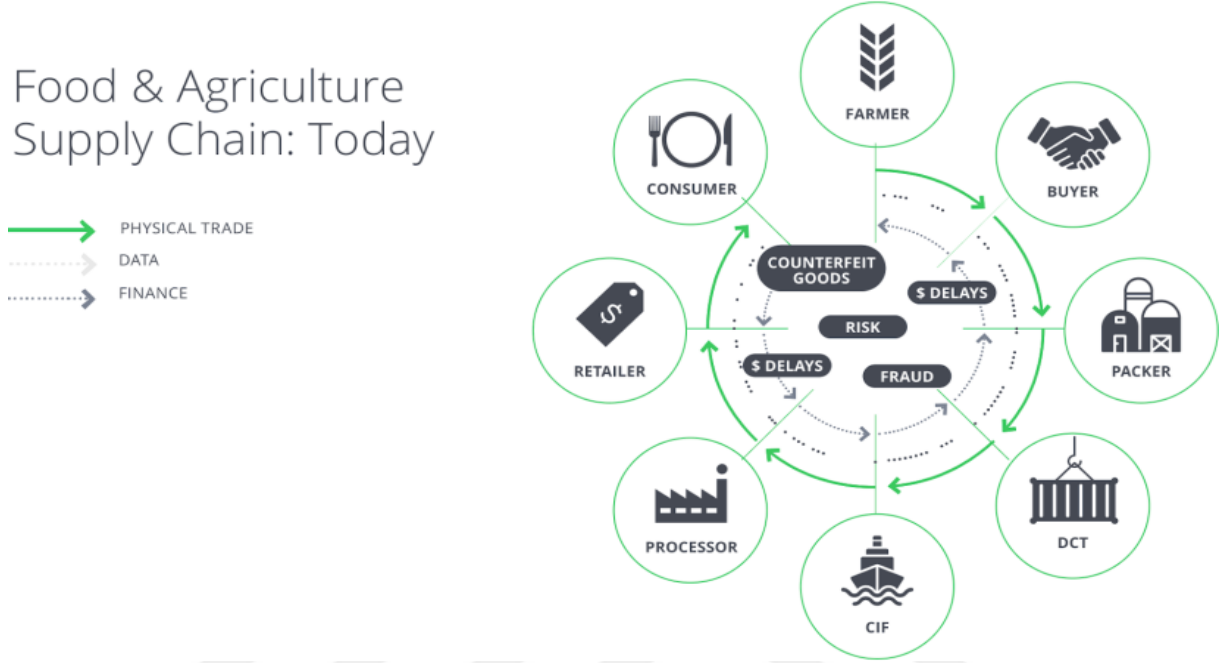 Food & Agriculture
Supply Chain: Today
PHYSICAL TRADE
DATA
FINANCE
FARMER
BUYER
PACKER
DCT
CIF
PROCESSOR
RETAILER
$
CONSUMER
COUNTERFEIT
GOODS
$ DELAYS
RISK
$ DELAYS
FRAUD